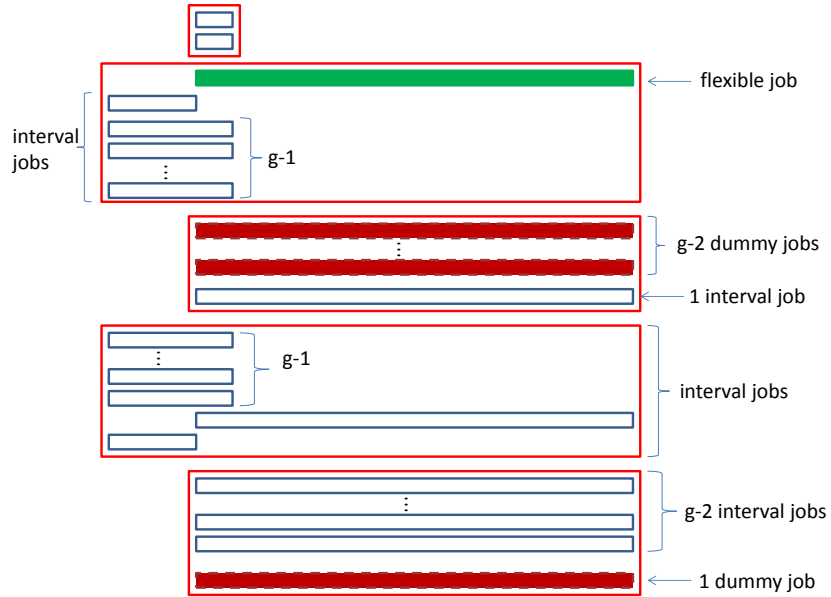 flexible job
interval
jobs
g-1
g-2 dummy jobs
1 interval job
g-1
interval jobs
g-2 interval jobs
1 dummy job